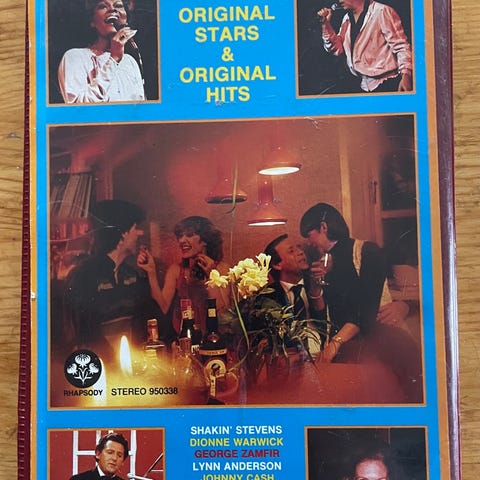 ORIGINAL
STARS
&
ORIGINAL
HITS
RHAPSODY
STEREO 950338
SHAKIN' STEVENS
DIONNE WARWICK
GEORGE ZAMFIR
LYNN ANDERSON
JOHNNY CASH